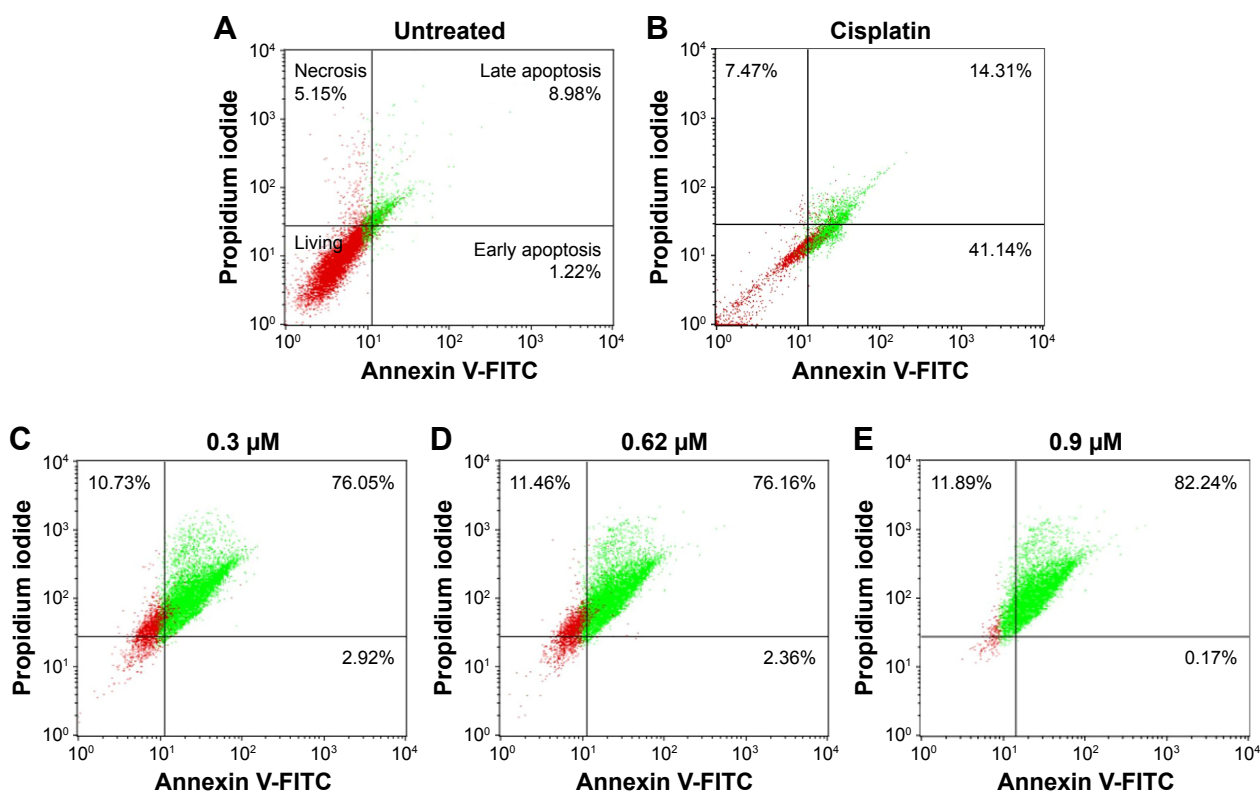 A
Untreated
Propidium iodide
10⁴
10³
10²
10¹
10⁰
Necrosis
5.15%
Late apoptosis
8.98%
Living
Early apoptosis
1.22%
10⁰ 10¹ 10² 10³ 10⁴
Annexin V-FITC
B
Cisplatin
Propidium iodide
10⁴
10³
10²
10¹
10⁰
7.47%
14.31%
41.14%
10⁰ 10¹ 10² 10³ 10⁴
Annexin V-FITC
C
0.3 µM
Propidium iodide
10⁴
10³
10²
10¹
10⁰
10.73%
76.05%
2.92%
10⁰ 10¹ 10² 10³ 10⁴
Annexin V-FITC
D
0.62 µM
Propidium iodide
10⁴
10³
10²
10¹
10⁰
11.46%
76.16%
2.36%
10⁰ 10¹ 10² 10³ 10⁴
Annexin V-FITC
E
0.9 µM
Propidium iodide
10⁴
10³
10²
10¹
10⁰
11.89%
82.24%
0.17%
10⁰ 10¹ 10² 10³ 10⁴
Annexin V-FITC